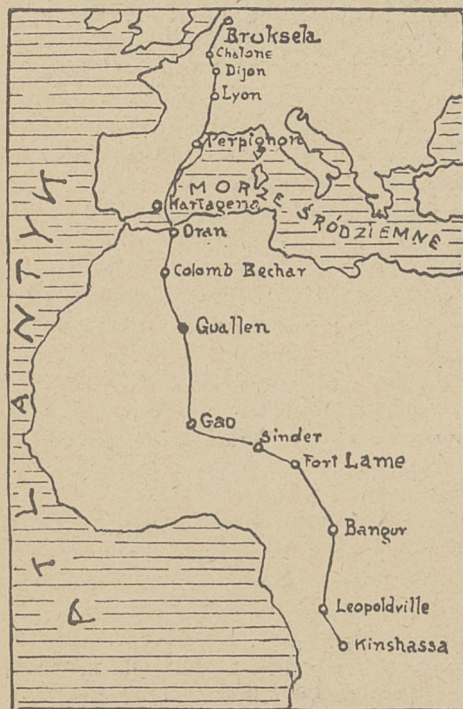 Bruksela
Chalone
Dijon
Lyon
Perpignon
MORZE ŚRÓDZIEMNE
Kartagena
Oran
Colomb Bechar
Guallen
Gao
Sinder
Fort Lame
Bangur
Leopoldville
Kinshassa
ATLANTYK